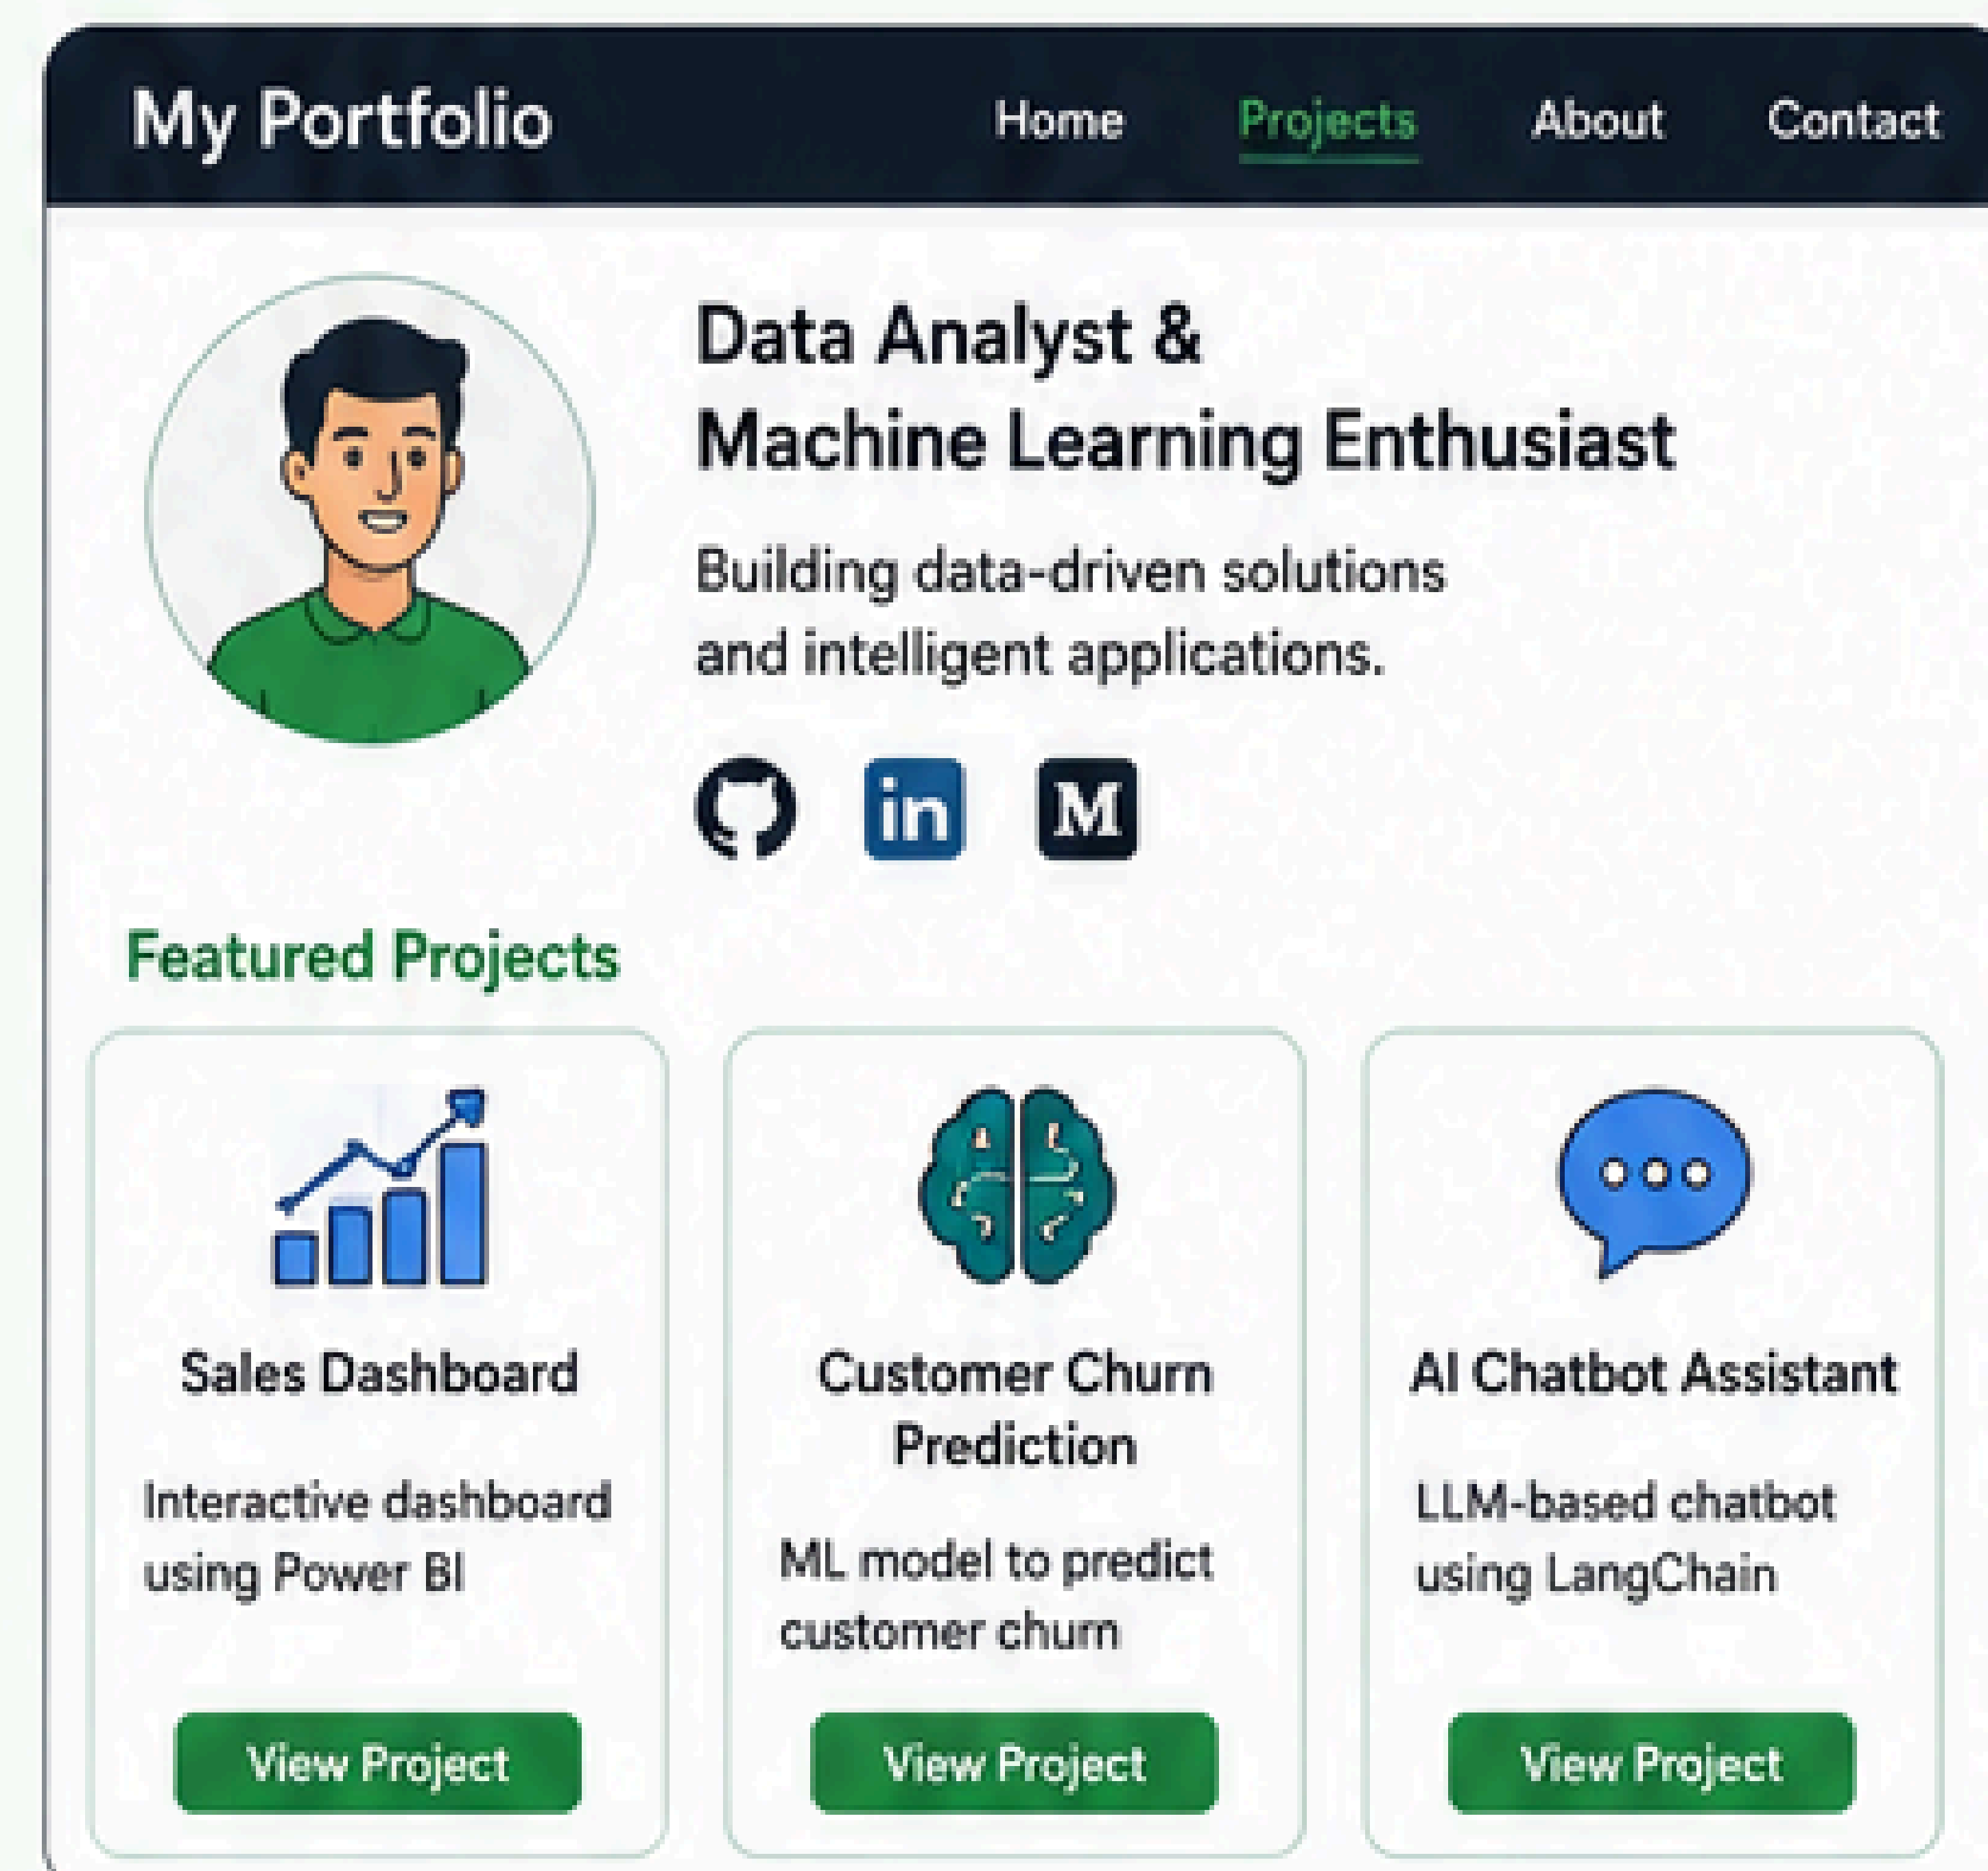 My Portfolio
Home Projects About Contact
Data Analyst &
Machine Learning Enthusiast
Building data-driven solutions
and intelligent applications.
in M
Featured Projects
Sales Dashboard
Interactive dashboard
using Power BI
View Project
Customer Churn
Prediction
ML model to predict
customer churn
View Project
AI Chatbot Assistant
LLM-based chatbot
using LangChain
View Project